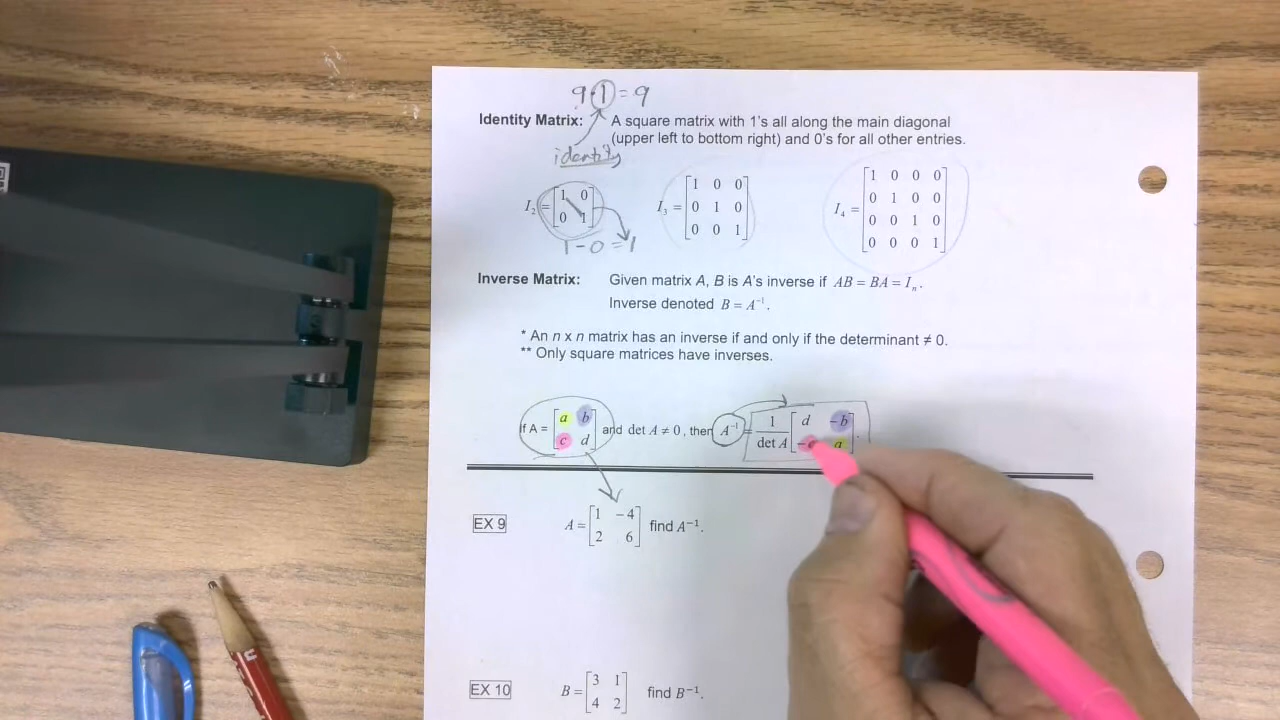 9·1=9
Identity Matrix: A square matrix with 1's all along the main diagonal
(upper left to bottom right) and 0's for all other entries.
identity
I₂ = [1 0; 0 1] I₃ = [1 0 0; 0 1 0; 0 0 1] I₄ = [1 0 0 0; 0 1 0 0; 0 0 1 0; 0 0 0 1]
1-0=1
Inverse Matrix: Given matrix A, B is A's inverse if AB = BA = Iₙ.
Inverse denoted B = A⁻¹.
* An n x n matrix has an inverse if and only if the determinant ≠ 0.
** Only square matrices have inverses.
If A = [a b; c d] and det A ≠ 0, then A⁻¹ = 1/det A [d -b; -c a].
EX 9 A = [1 -4; 2 6] find A⁻¹.
EX 10 B = [3 1; 4 2] find B⁻¹.